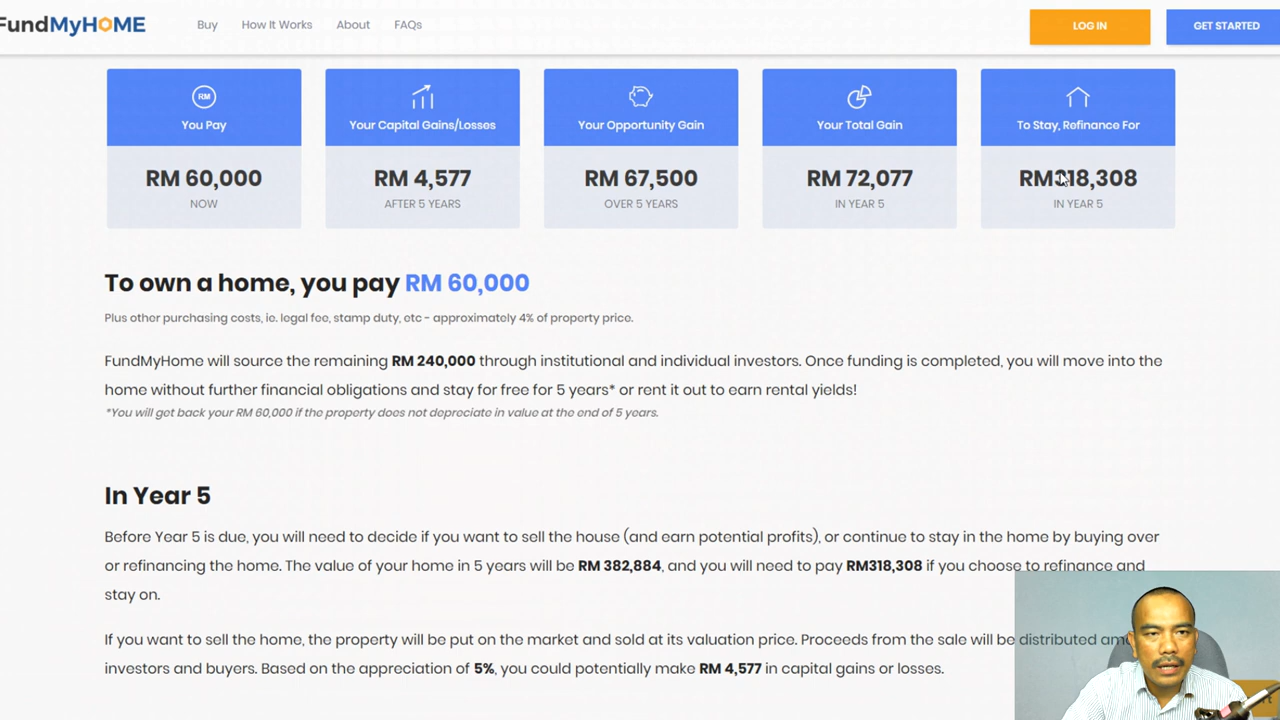 FundMyHOME
Buy
How It Works
About
FAQs
LOG IN
GET STARTED
RM
You Pay
RM 60,000
NOW
Your Capital Gains/Losses
RM 4,577
AFTER 5 YEARS
Your Opportunity Gain
RM 67,500
OVER 5 YEARS
Your Total Gain
RM 72,077
IN YEAR 5
To Stay, Refinance For
RM318,308
IN YEAR 5
To own a home, you pay RM 60,000
Plus other purchasing costs, ie. legal fee, stamp duty, etc - approximately 4% of property price.
FundMyHome will source the remaining RM 240,000 through institutional and individual investors. Once funding is completed, you will move into the
home without further financial obligations and stay for free for 5 years* or rent it out to earn rental yields!
*You will get back your RM 60,000 if the property does not depreciate in value at the end of 5 years.
In Year 5
Before Year 5 is due, you will need to decide if you want to sell the house (and earn potential profits), or continue to stay in the home by buying over
or refinancing the home. The value of your home in 5 years will be RM 382,884, and you will need to pay RM318,308 if you choose to refinance and
stay on.
If you want to sell the home, the property will be put on the market and sold at its valuation price. Proceeds from the sale will be distributed
investors and buyers. Based on the appreciation of 5%, you could potentially make RM 4,577 in capital gains or losses.